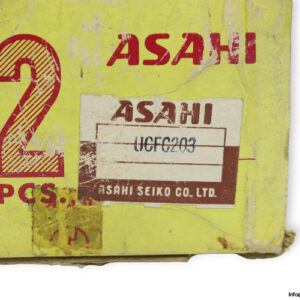 2
ASAHI
ASAHI
UCFC203
PCS.
ASAHI SEIKO CO., LTD.